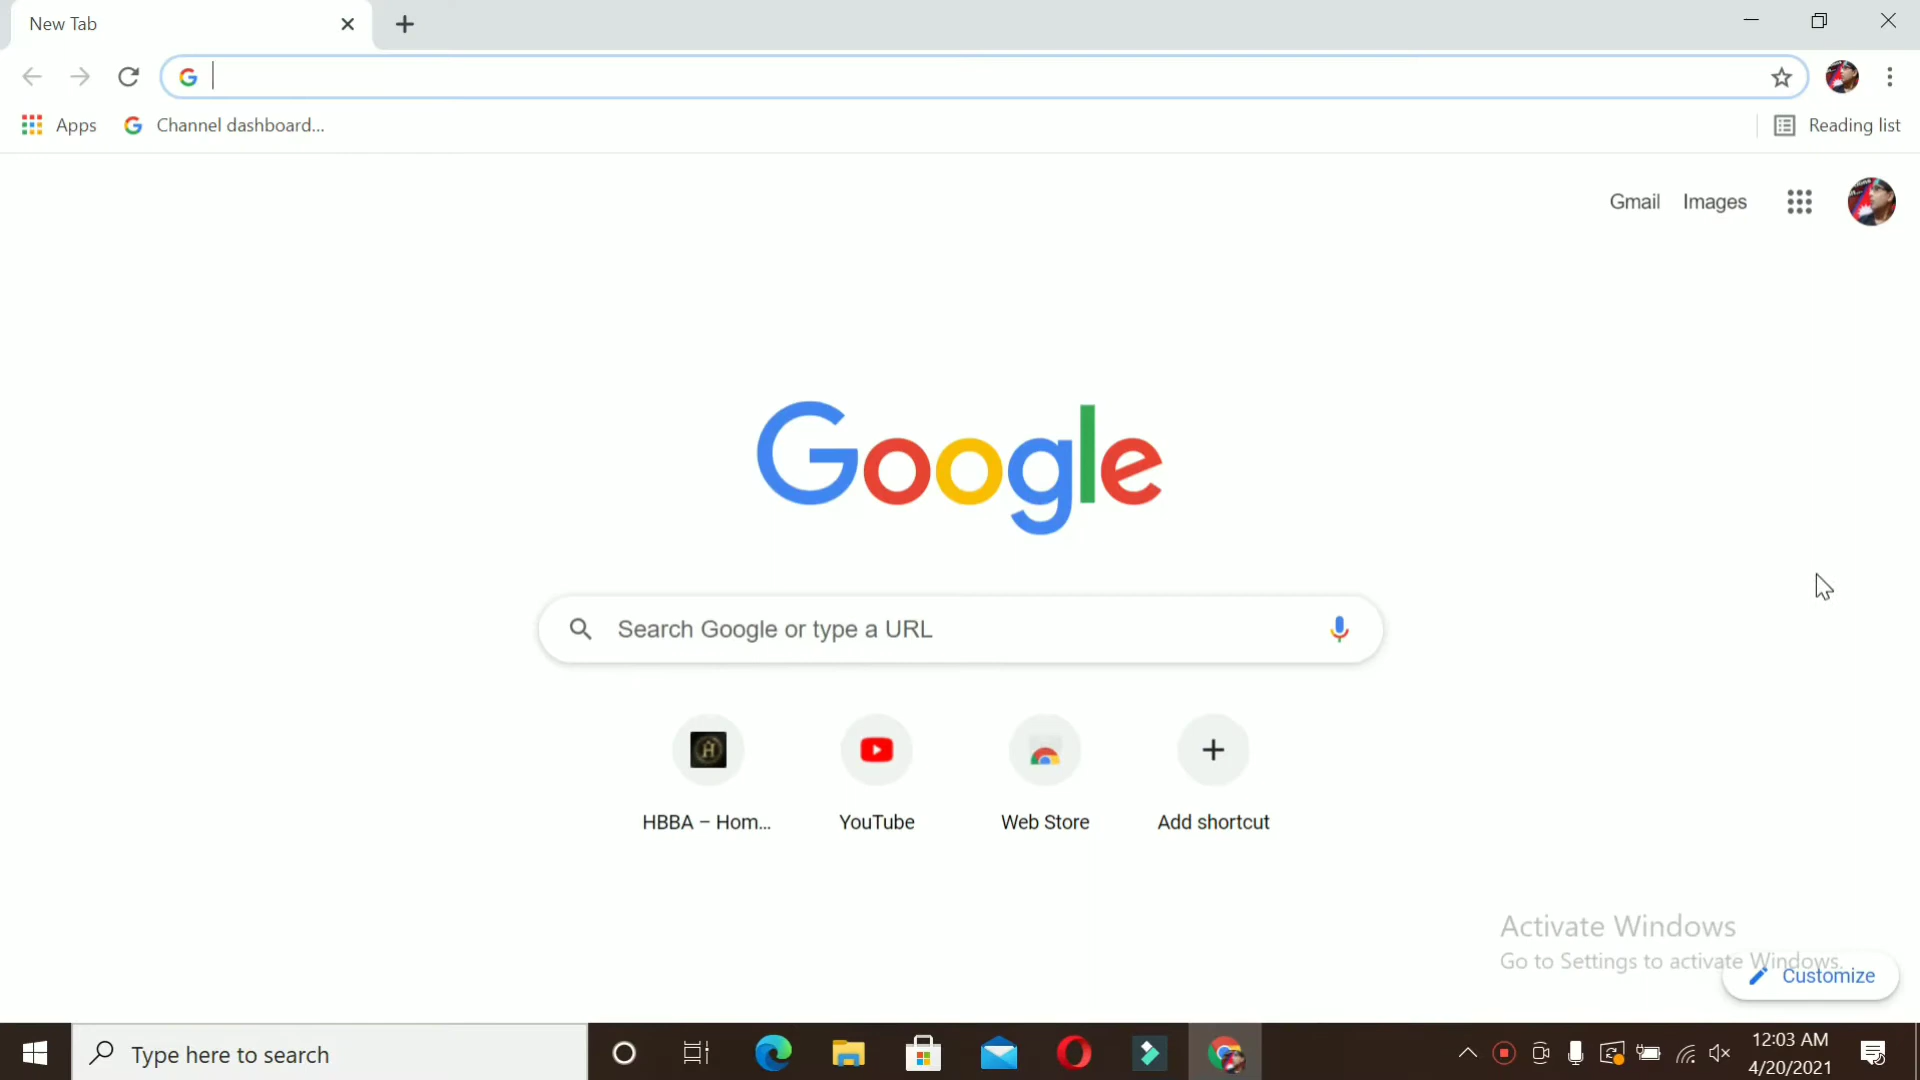 New Tab
Apps
Channel dashboard...
Reading list
Gmail
Images
Google
Search Google or type a URL
HBBA – Hom...
YouTube
Web Store
Add shortcut
Activate Windows
Go to Settings to activate Windows.
Customize
Type here to search
12:03 AM
4/20/2021